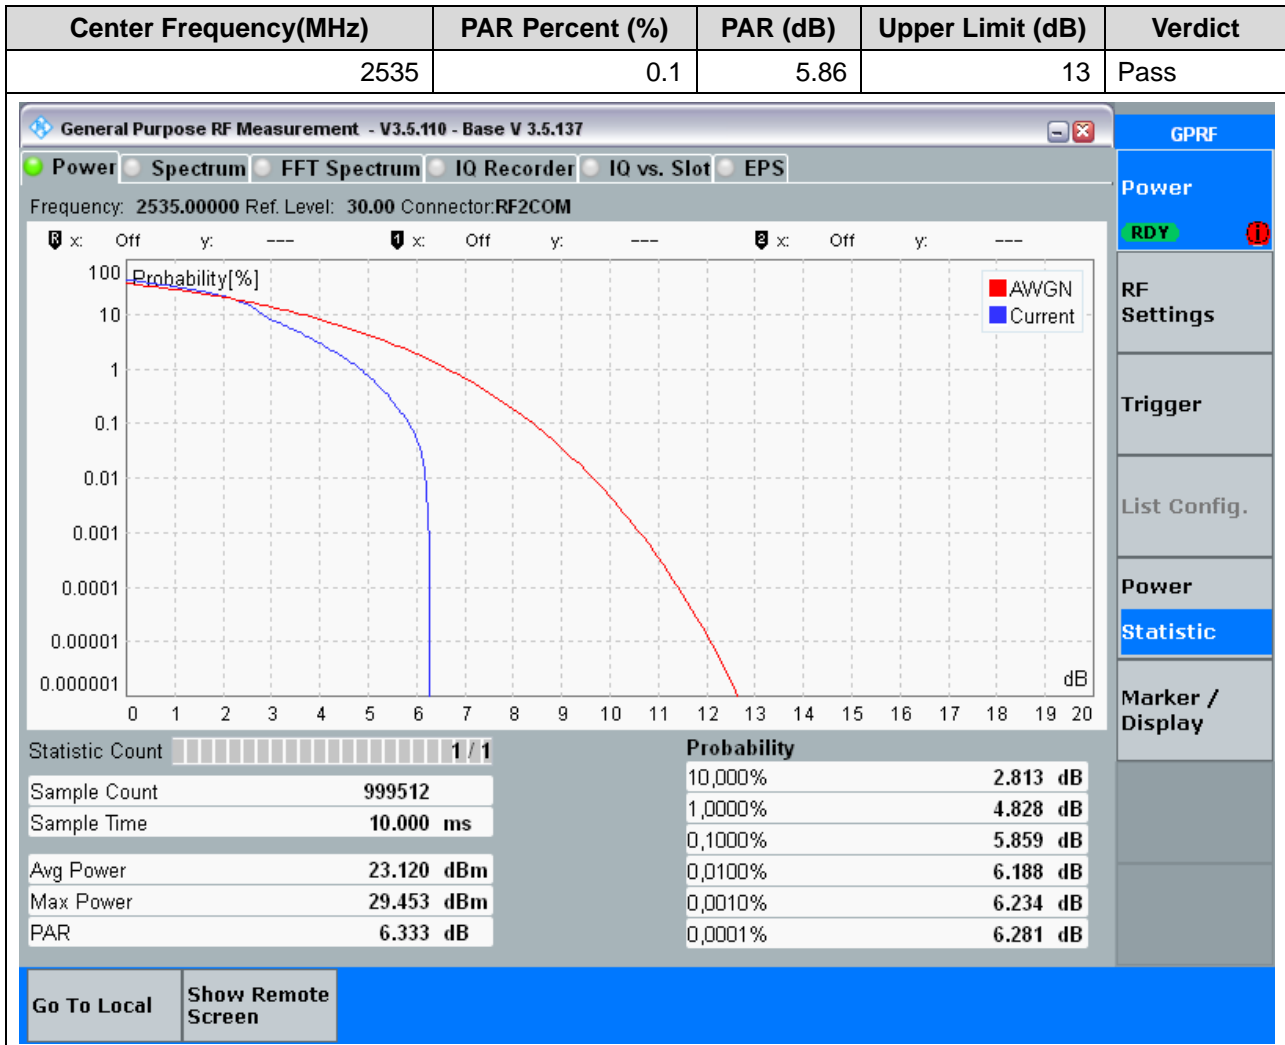 Center Frequency(MHz) PAR Percent (%) PAR (dB) Upper Limit (dB) Verdict
2535 0.1 5.86 13 Pass
General Purpose RF Measurement - V3.5.110 - Base V 3.5.137
GPRF
Power Spectrum FFT Spectrum IQ Recorder IQ vs. Slot EPS
Power
RDY
Frequency: 2535.00000 Ref. Level: 30.00 Connector:RF2COM
R x: Off y: --- 1 x: Off y: --- 2 x: Off y: ---
Probability[%]
AWGN
Current
100
10
1
0.1
0.01
0.001
0.0001
0.00001
0.000001
dB
0 1 2 3 4 5 6 7 8 9 10 11 12 13 14 15 16 17 18 19 20
RF
Settings
Trigger
List Config.
Power
Statistic
Marker /
Display
Statistic Count 1 / 1
Sample Count 999512
Sample Time 10.000 ms
Avg Power 23.120 dBm
Max Power 29.453 dBm
PAR 6.333 dB
Probability
10,000% 2.813 dB
1,0000% 4.828 dB
0,1000% 5.859 dB
0,0100% 6.188 dB
0,0010% 6.234 dB
0,0001% 6.281 dB
Go To Local
Show Remote
Screen